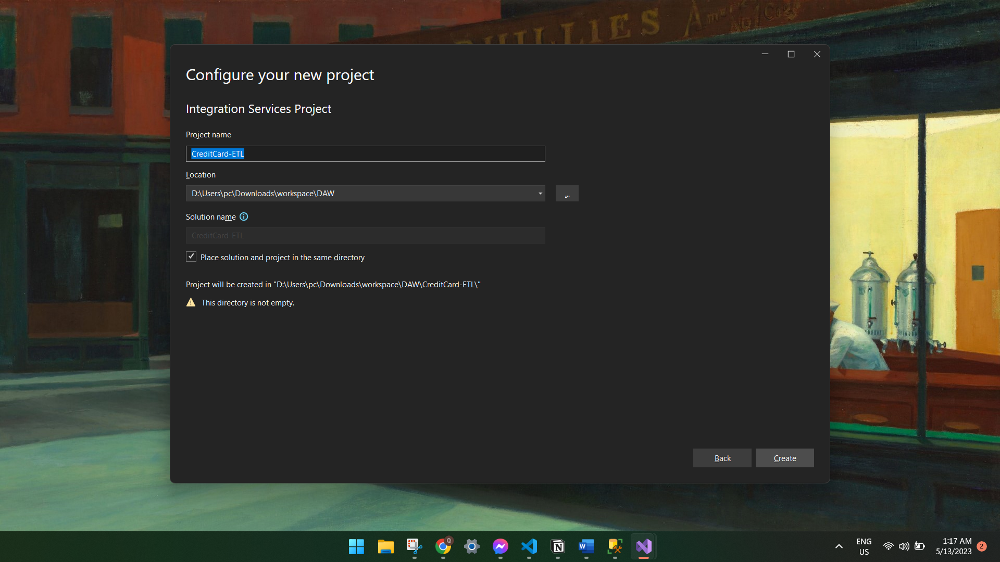 PHILLIES
Configure your new project
Integration Services Project
Project name
CreditCard-ETL
Location
D:\Users\pc\Downloads\workspace\DAW
...
Solution name
CreditCard-ETL
Place solution and project in the same directory
Project will be created in "D:\Users\pc\Downloads\workspace\DAW\CreditCard-ETL\"
This directory is not empty.
Back
Create
Q
W
ENG
US
1:17 AM
5/13/2023
2